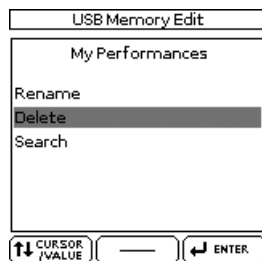 USB Memory Edit
My Performances
Rename
Delete
Search
CURSOR
/VALUE
ENTER